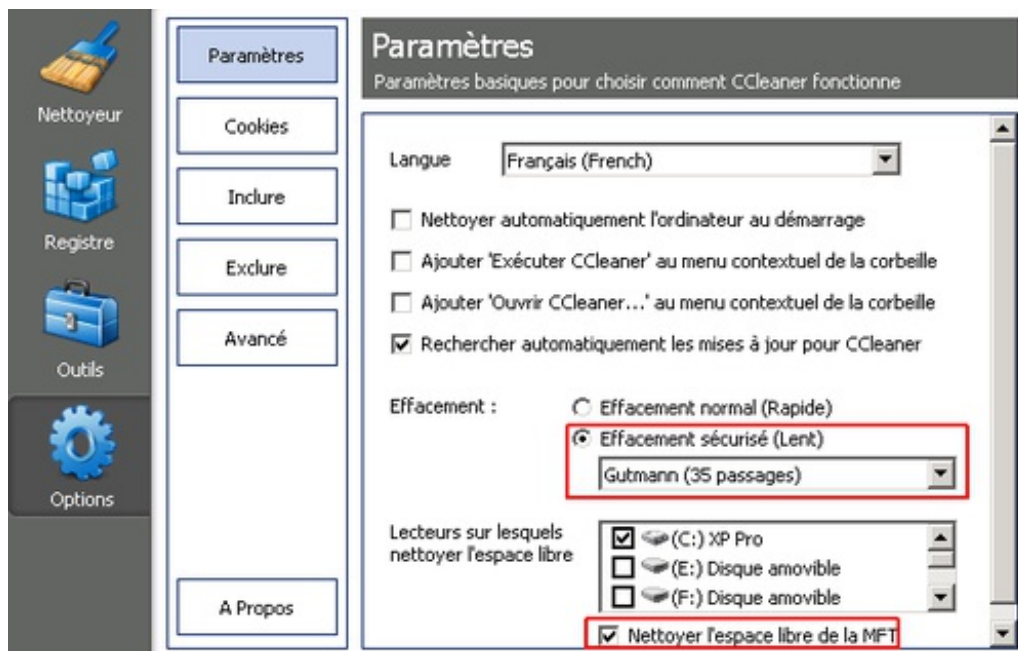 Nettoyeur
Registre
Outils
Options
Paramètres
Cookies
Inclure
Exclure
Avancé
A Propos
Paramètres
Paramètres basiques pour choisir comment CCleaner fonctionne
Langue Français (French)
Nettoyer automatiquement l'ordinateur au démarrage
Ajouter 'Exécuter CCleaner' au menu contextuel de la corbeille
Ajouter 'Ouvrir CCleaner...' au menu contextuel de la corbeille
Rechercher automatiquement les mises à jour pour CCleaner
Effacement : Effacement normal (Rapide)
Effacement sécurisé (Lent)
Gutmann (35 passages)
Lecteurs sur lesquels
nettoyer l'espace libre
(C:) XP Pro
(E:) Disque amovible
(F:) Disque amovible
Nettoyer l'espace libre de la MFT